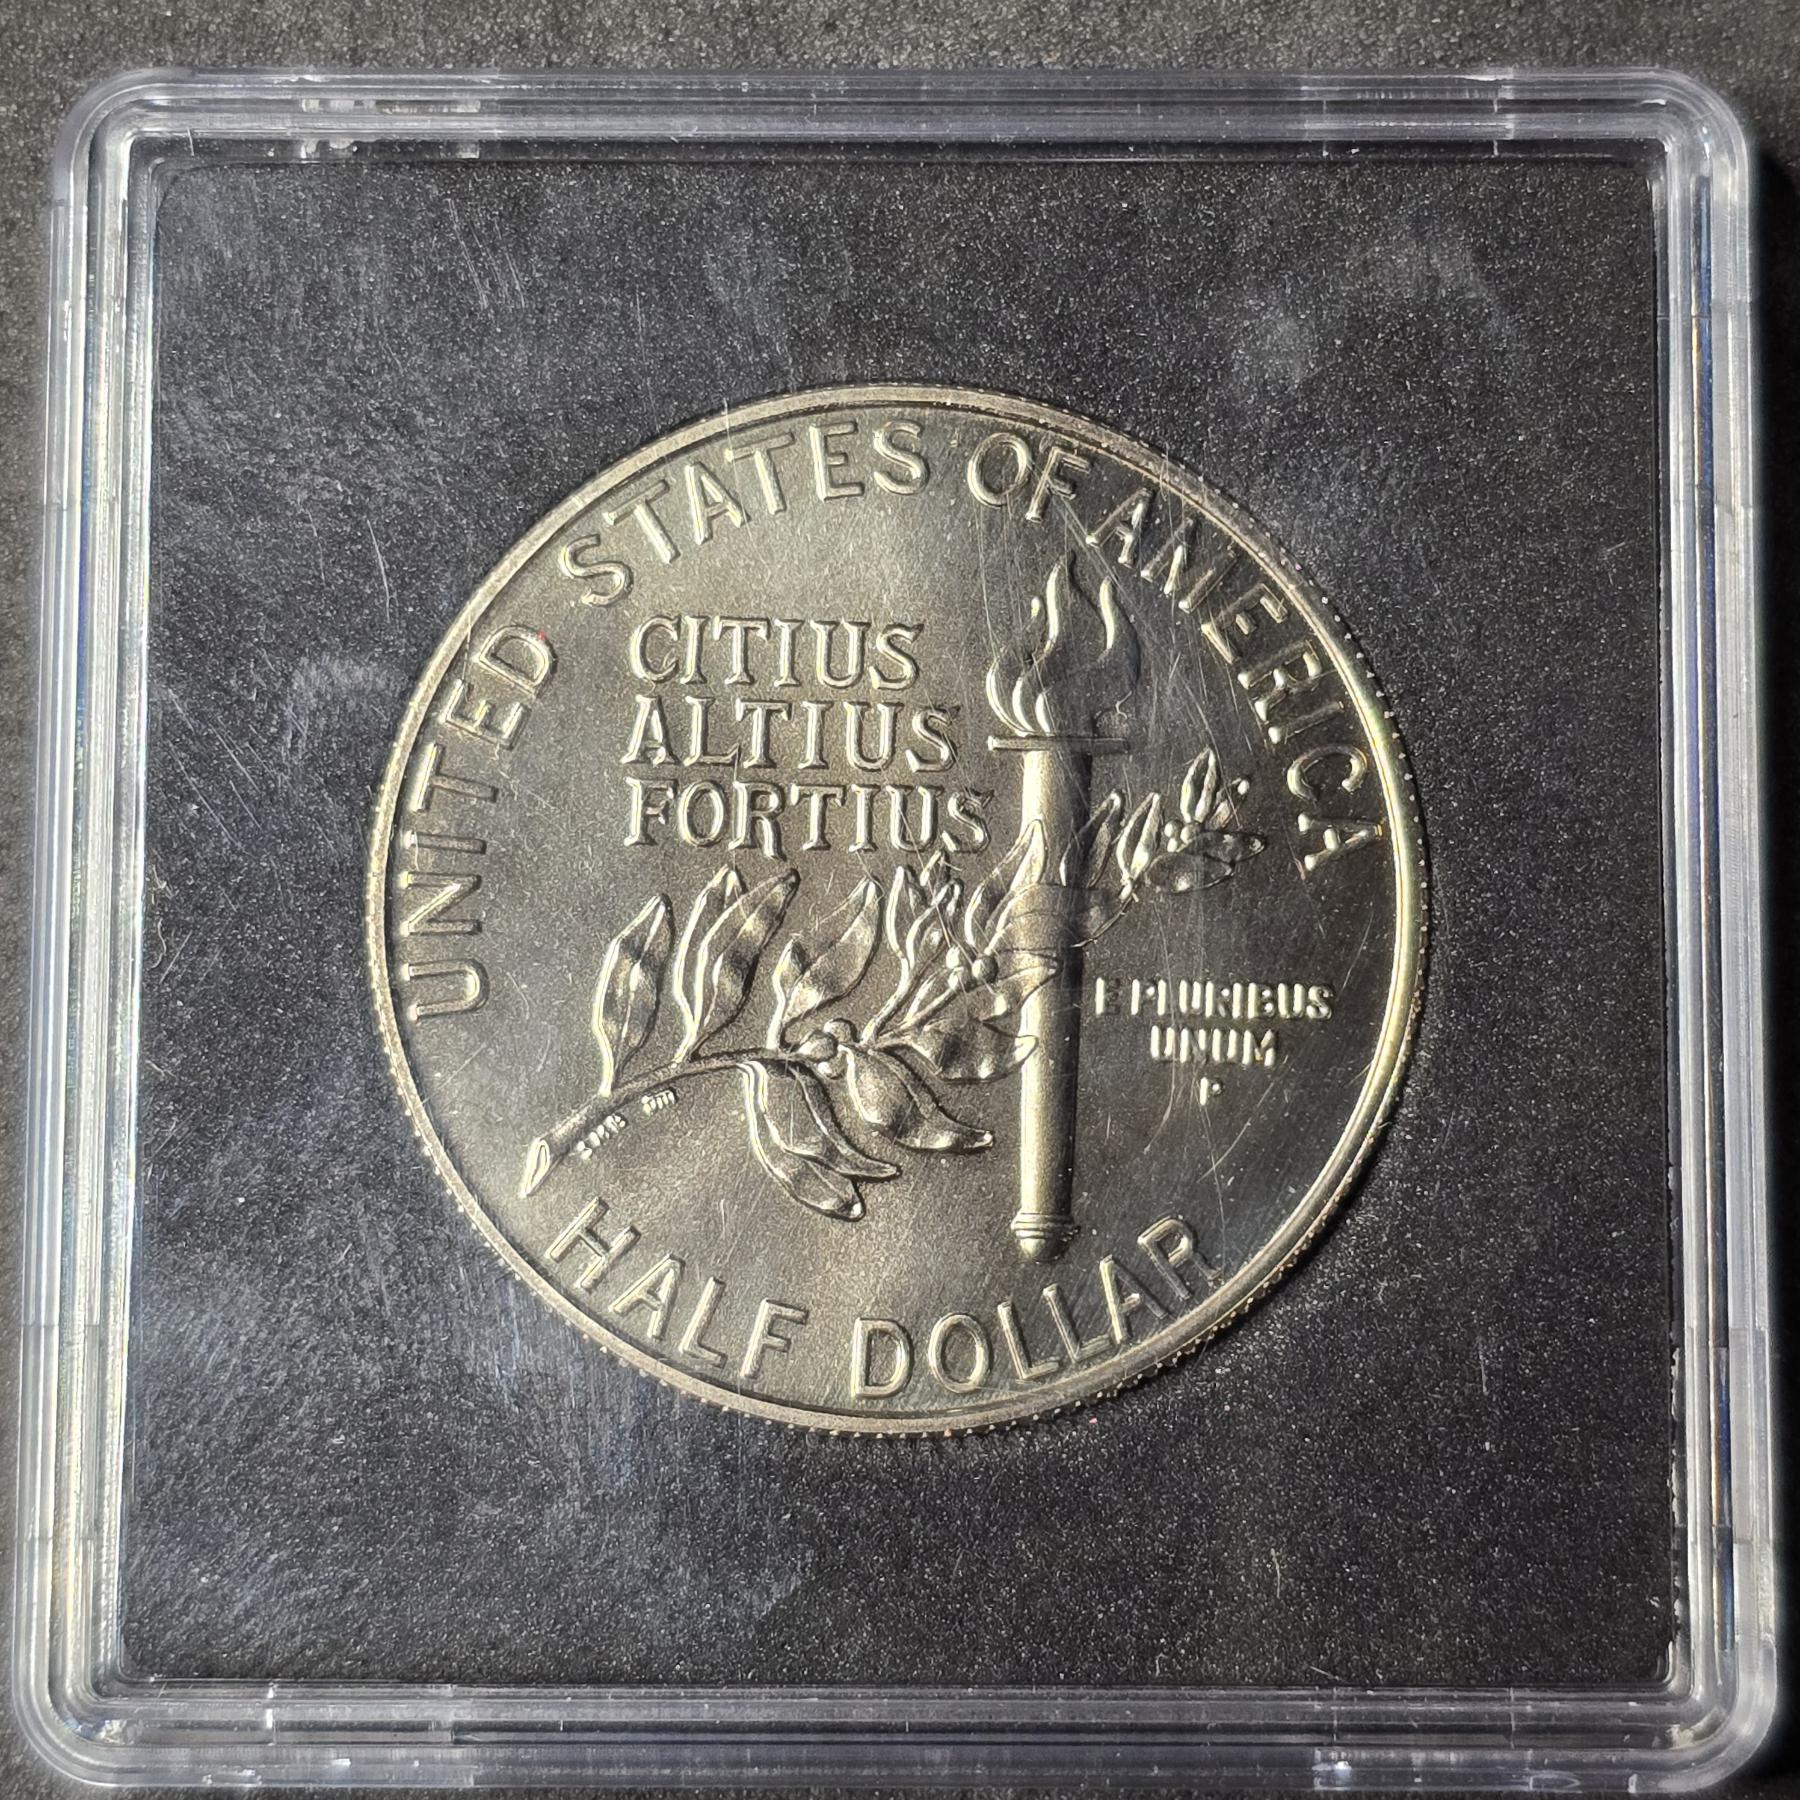 UNITED STATES OF AMERICA
CITIUS
ALTIUS
FORTIUS
E PLURIBUS
UNUM
P
HALF DOLLAR